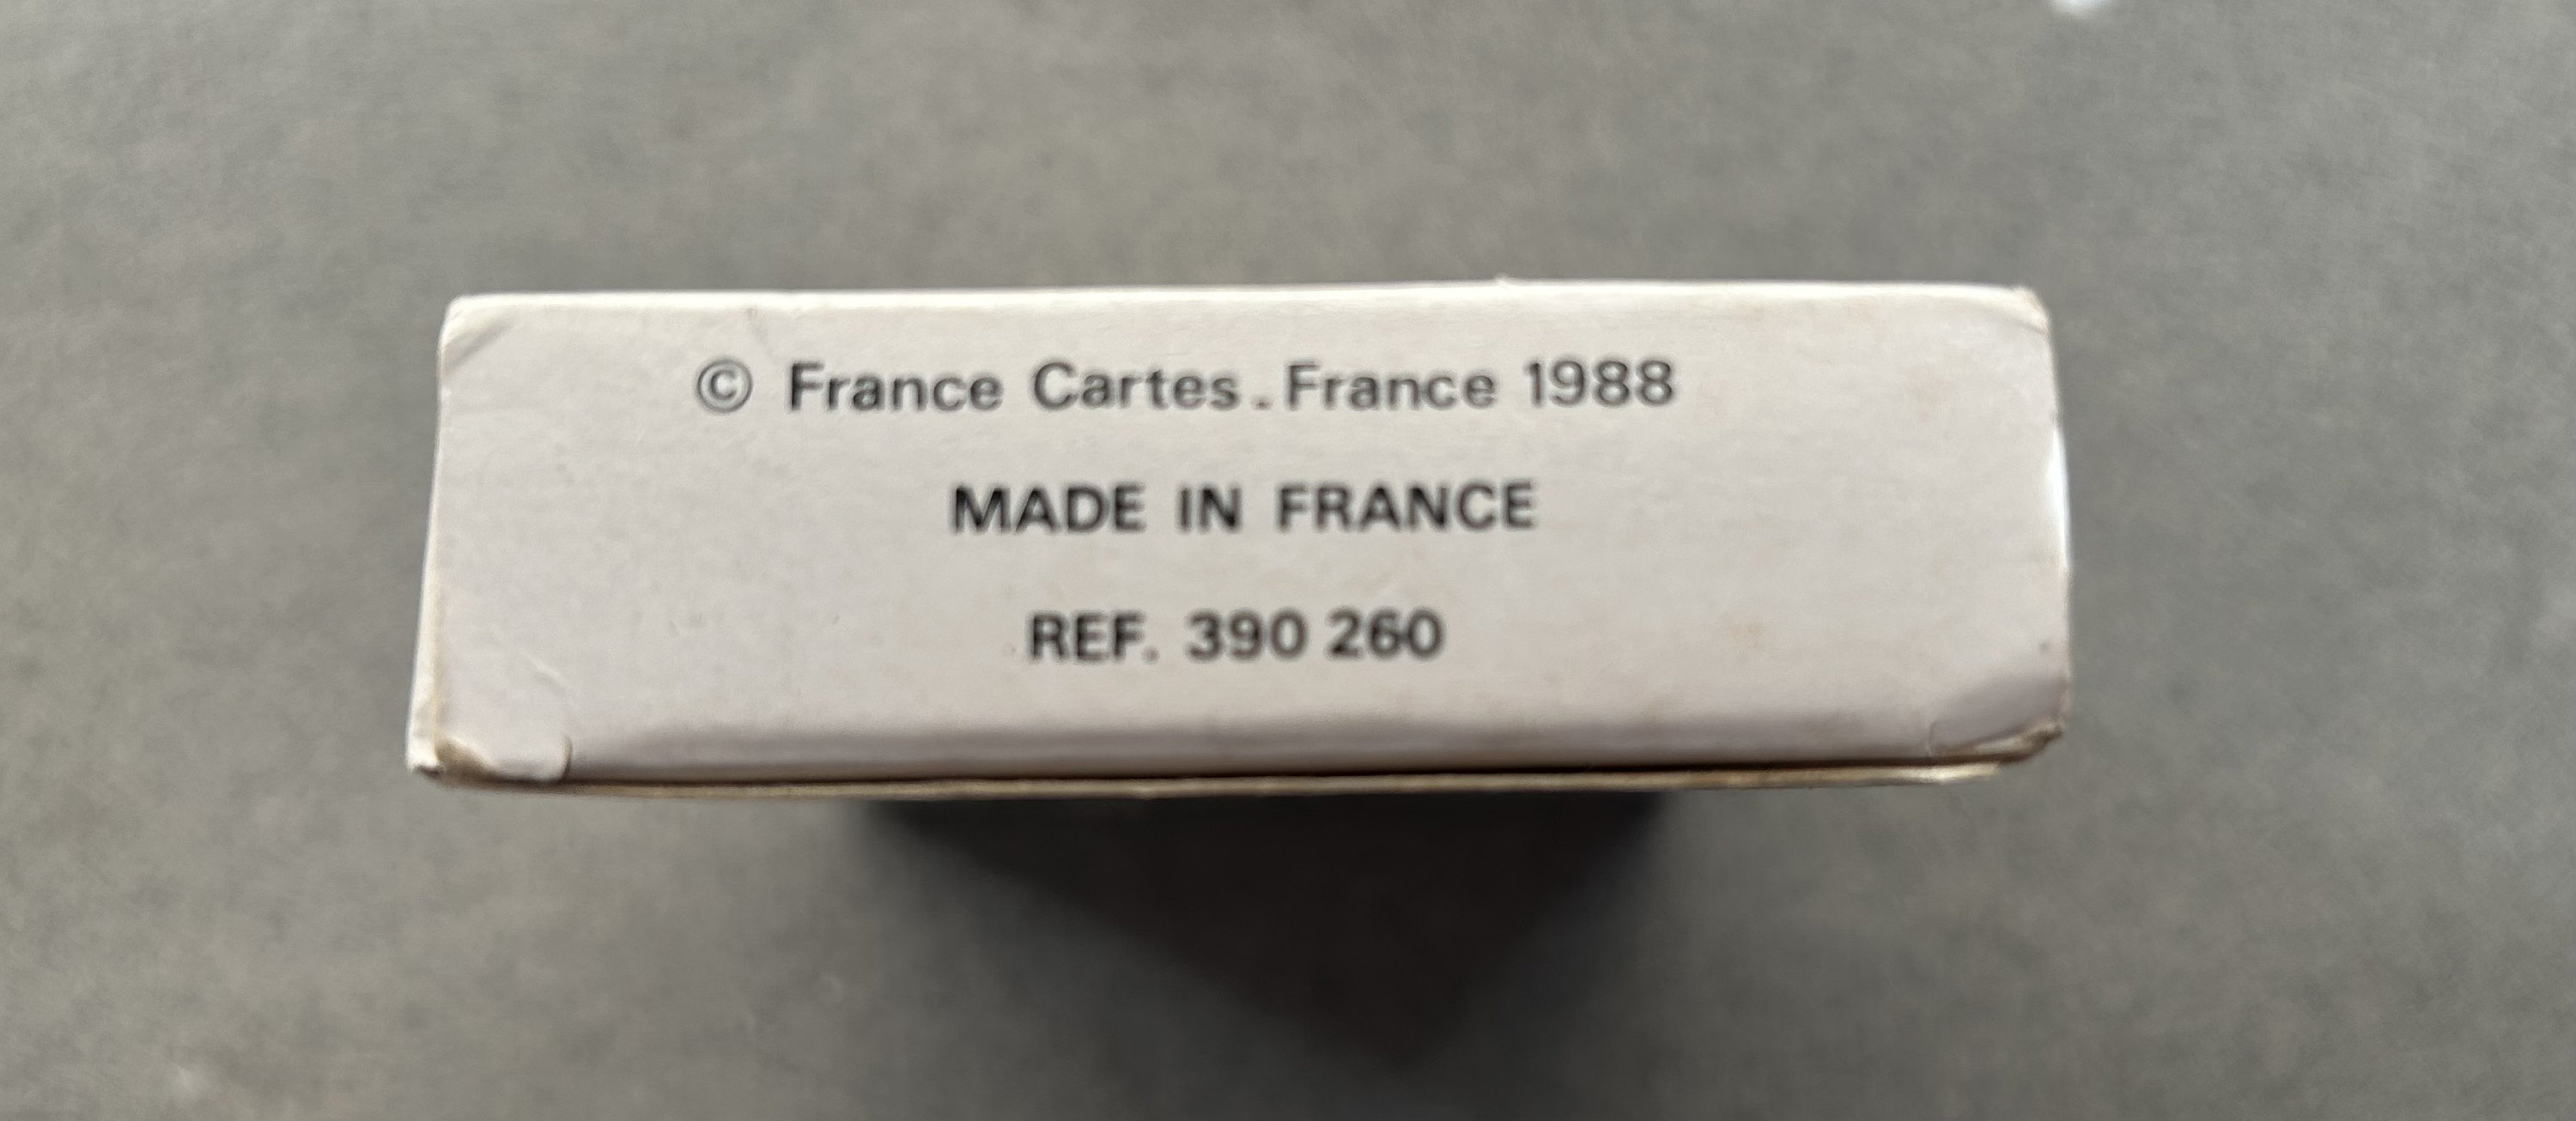 © France Cartes. France 1988
MADE IN FRANCE
REF. 390 260